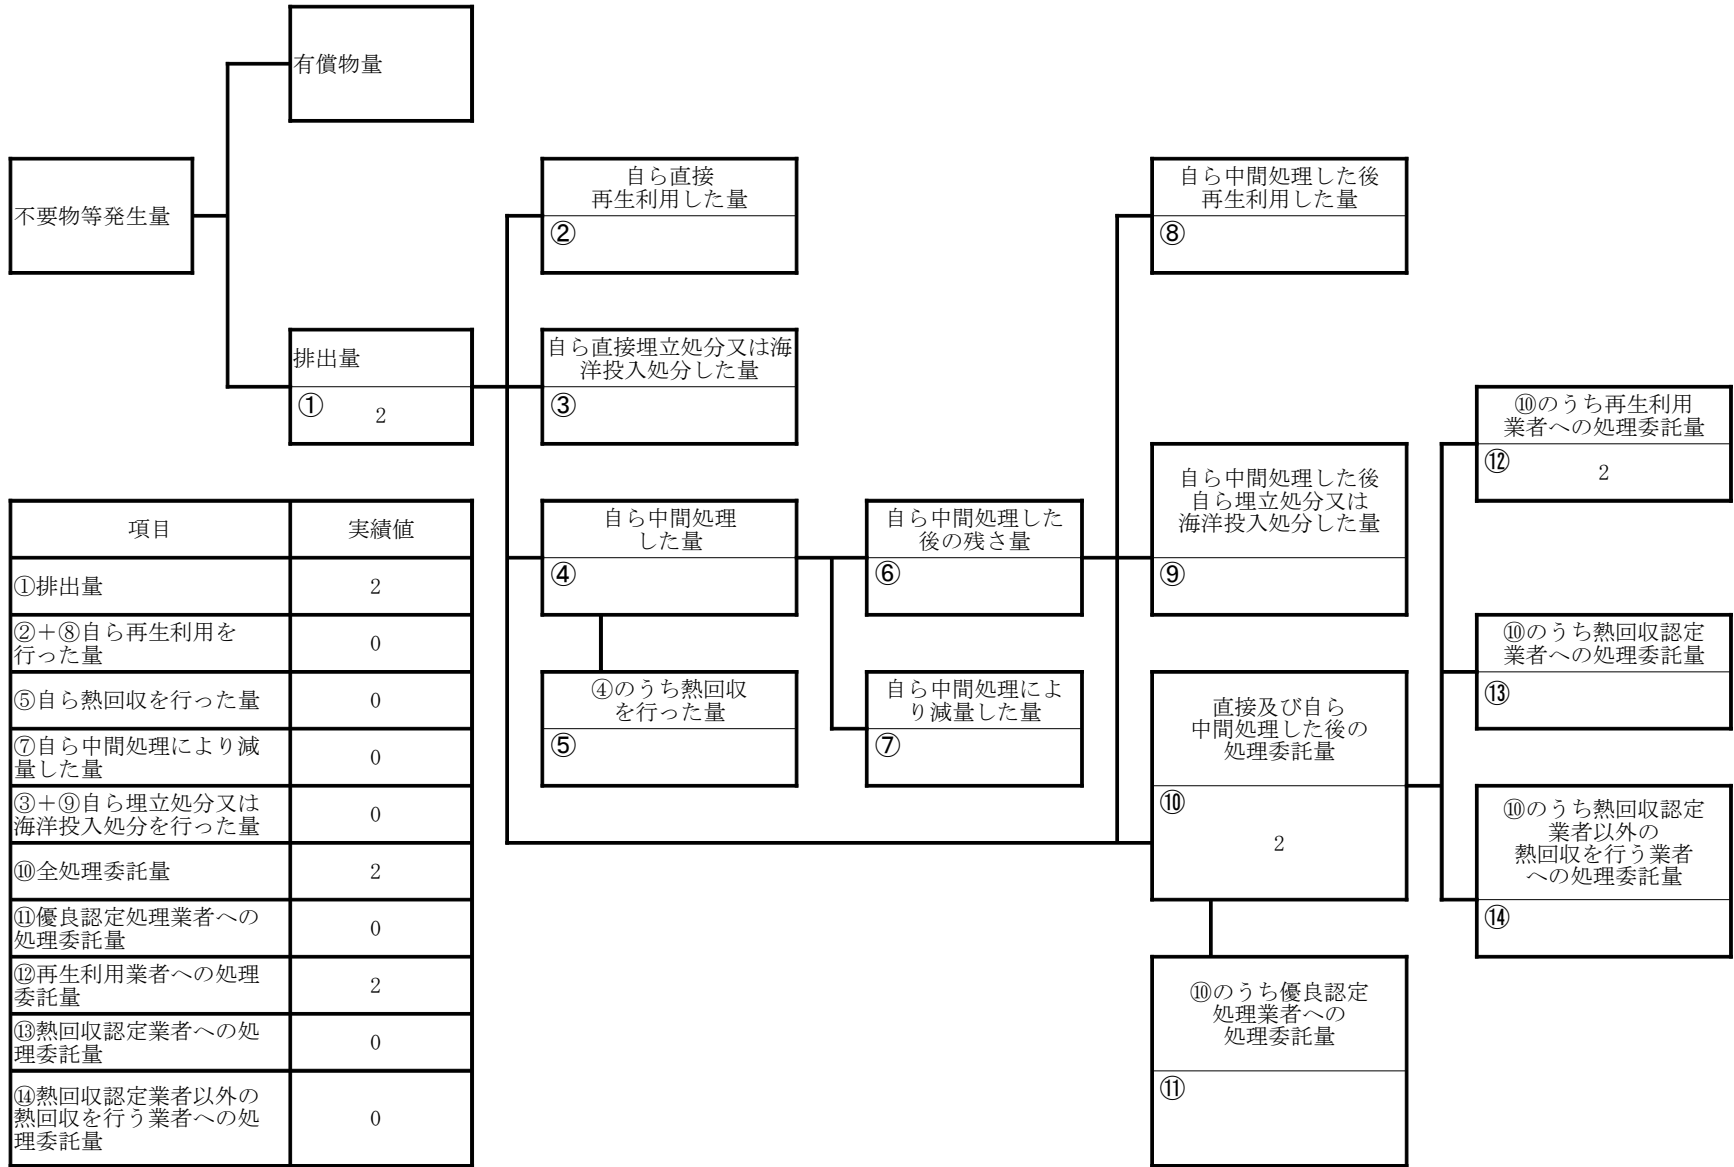 有償物量
不要物等発生量
排出量
①
2
自ら直接
再生利用した量
②
自ら直接埋立処分又は海
洋投入処分した量
③
自ら中間処理
した量
④
④のうち熱回収
を行った量
⑤
自ら中間処理した
後の残さ量
⑥
自ら中間処理によ
り減量した量
⑦
自ら中間処理した後
再生利用した量
⑧
自ら中間処理した後
自ら埋立処分又は
海洋投入処分した量
⑨
直接及び自ら
中間処理した後の
処理委託量
⑩
2
⑩のうち優良認定
処理業者への
処理委託量
⑪
⑩のうち再生利用
業者への処理委託量
⑫
2
⑩のうち熱回収認定
業者への処理委託量
⑬
⑩のうち熱回収認定
業者以外の
熱回収を行う業者
への処理委託量
⑭
項目 実績値
①排出量 2
②+⑧自ら再生利用を
行った量 0
⑤自ら熱回収を行った量 0
⑦自ら中間処理により減
量した量 0
③+⑨自ら埋立処分又は
海洋投入処分を行った量 0
⑩全処理委託量 2
⑪優良認定処理業者への
処理委託量 0
⑫再生利用業者への処理
委託量 2
⑬熱回収認定業者への処
理委託量 0
⑭熱回収認定業者以外の
熱回収を行う業者への処
理委託量 0